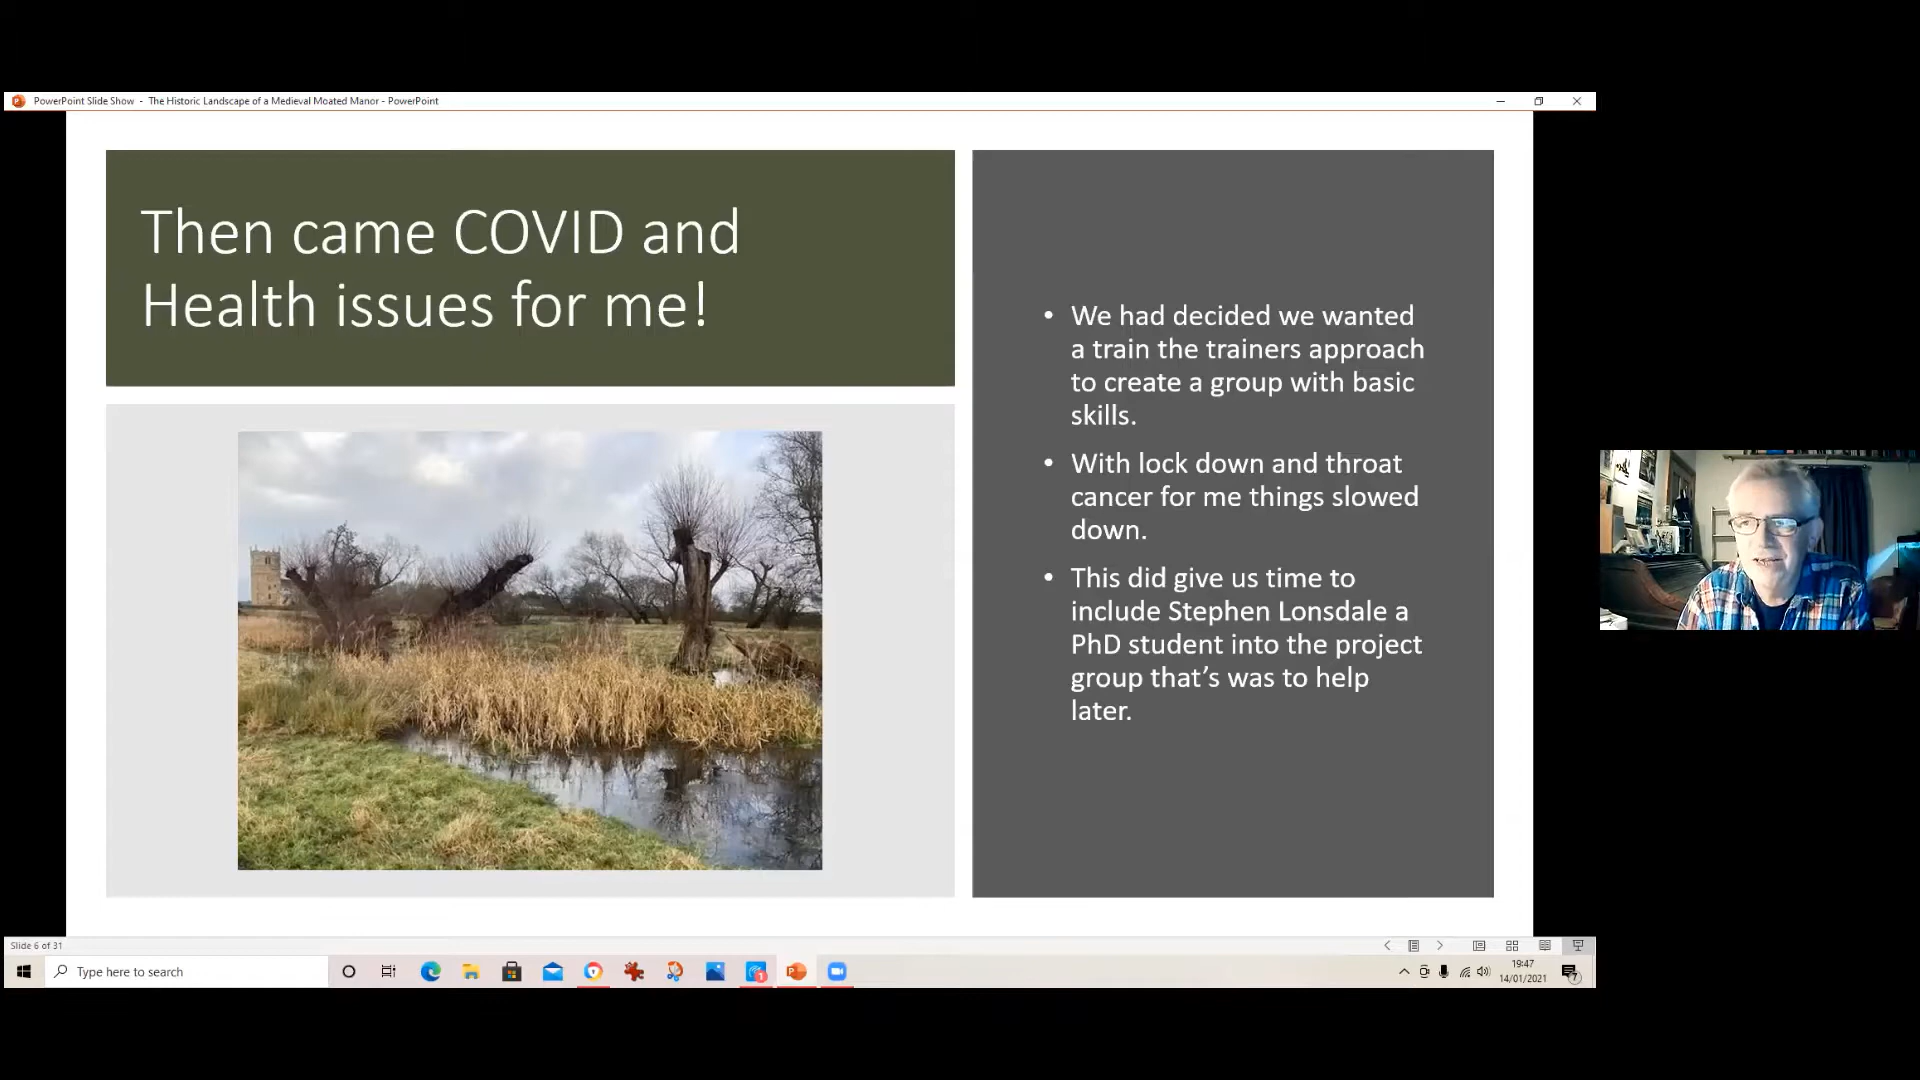 PowerPoint Slide Show - The Historic Landscape of a Medieval Moated Manor - PowerPoint
Then came COVID and
Health issues for me!
• We had decided we wanted
a train the trainers approach
to create a group with basic
skills.
• With lock down and throat
cancer for me things slowed
down.
• This did give us time to
include Stephen Lonsdale a
PhD student into the project
group that’s was to help
later.
Slide 6 of 31
Type here to search
1
19:47
14/01/2021
7